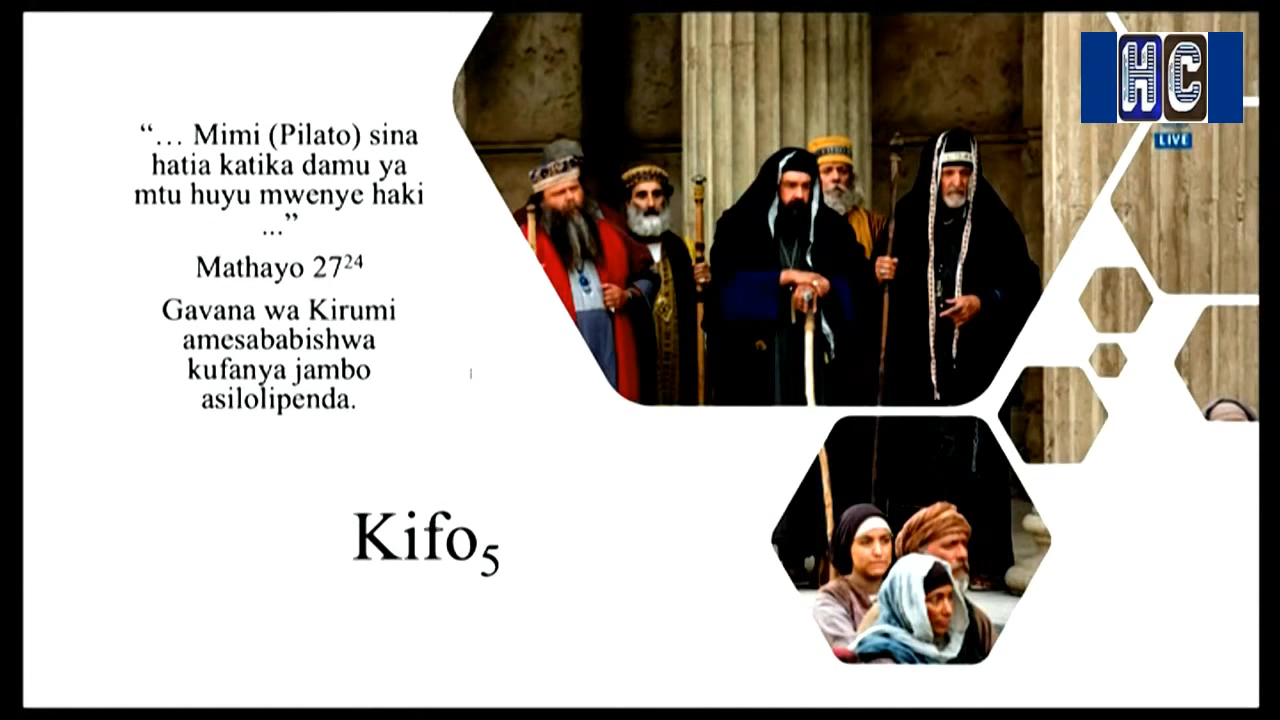 “… Mimi (Pilato) sina
hatia katika damu ya
mtu huyu mwenye haki
...”
Mathayo 27²⁴
Gavana wa Kirumi
amesababishwa
kufanya jambo
asilolipenda.
Kifo₅
HC
LIVE